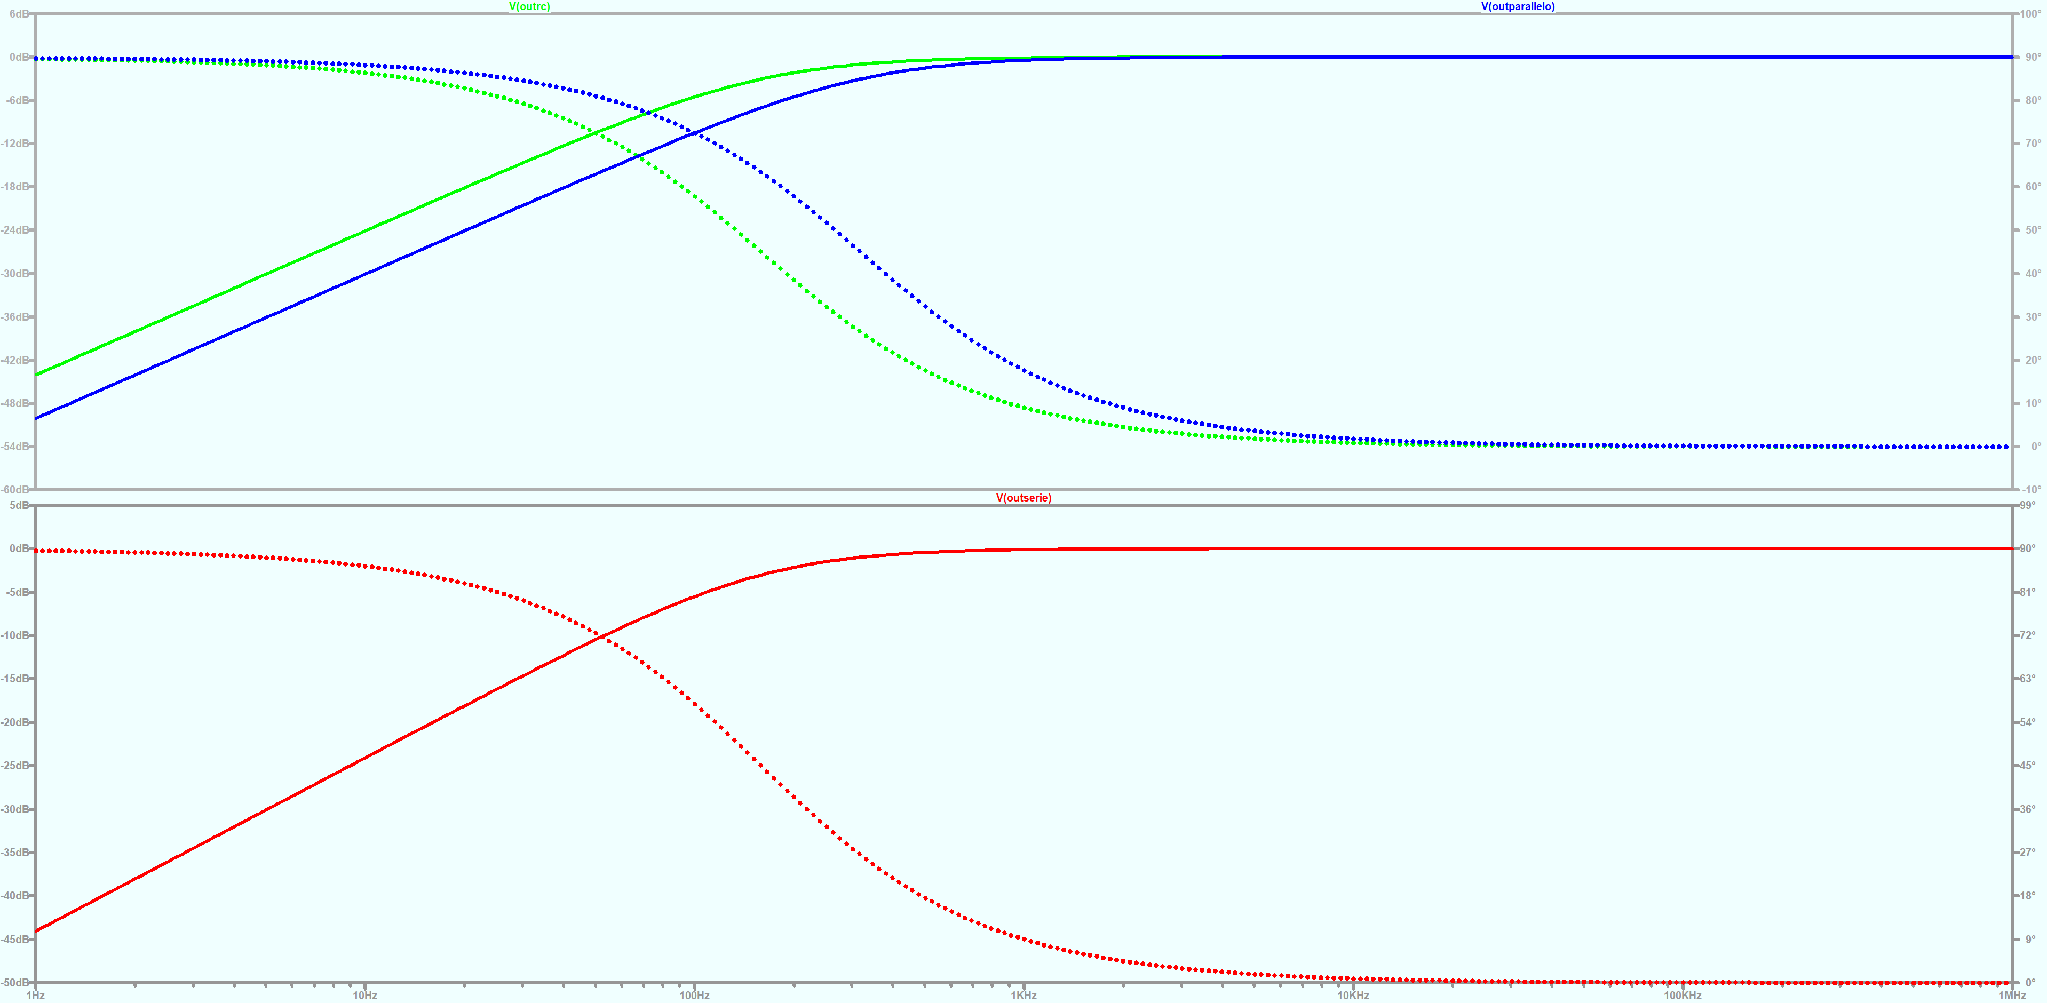 V(outrc) V(outparallelo)
6dB 100°
0dB 90°
-6dB 80°
-12dB 70°
-18dB 60°
-24dB 50°
-30dB 40°
-36dB 30°
-42dB 20°
-48dB 10°
-54dB 0°
-60dB -10°
V(outserie)
5dB 99°
0dB 90°
-5dB 81°
-10dB 72°
-15dB 63°
-20dB 54°
-25dB 45°
-30dB 36°
-35dB 27°
-40dB 18°
-45dB 9°
-50dB 0°
1Hz 10Hz 100Hz 1KHz 10KHz 100KHz 1MHz